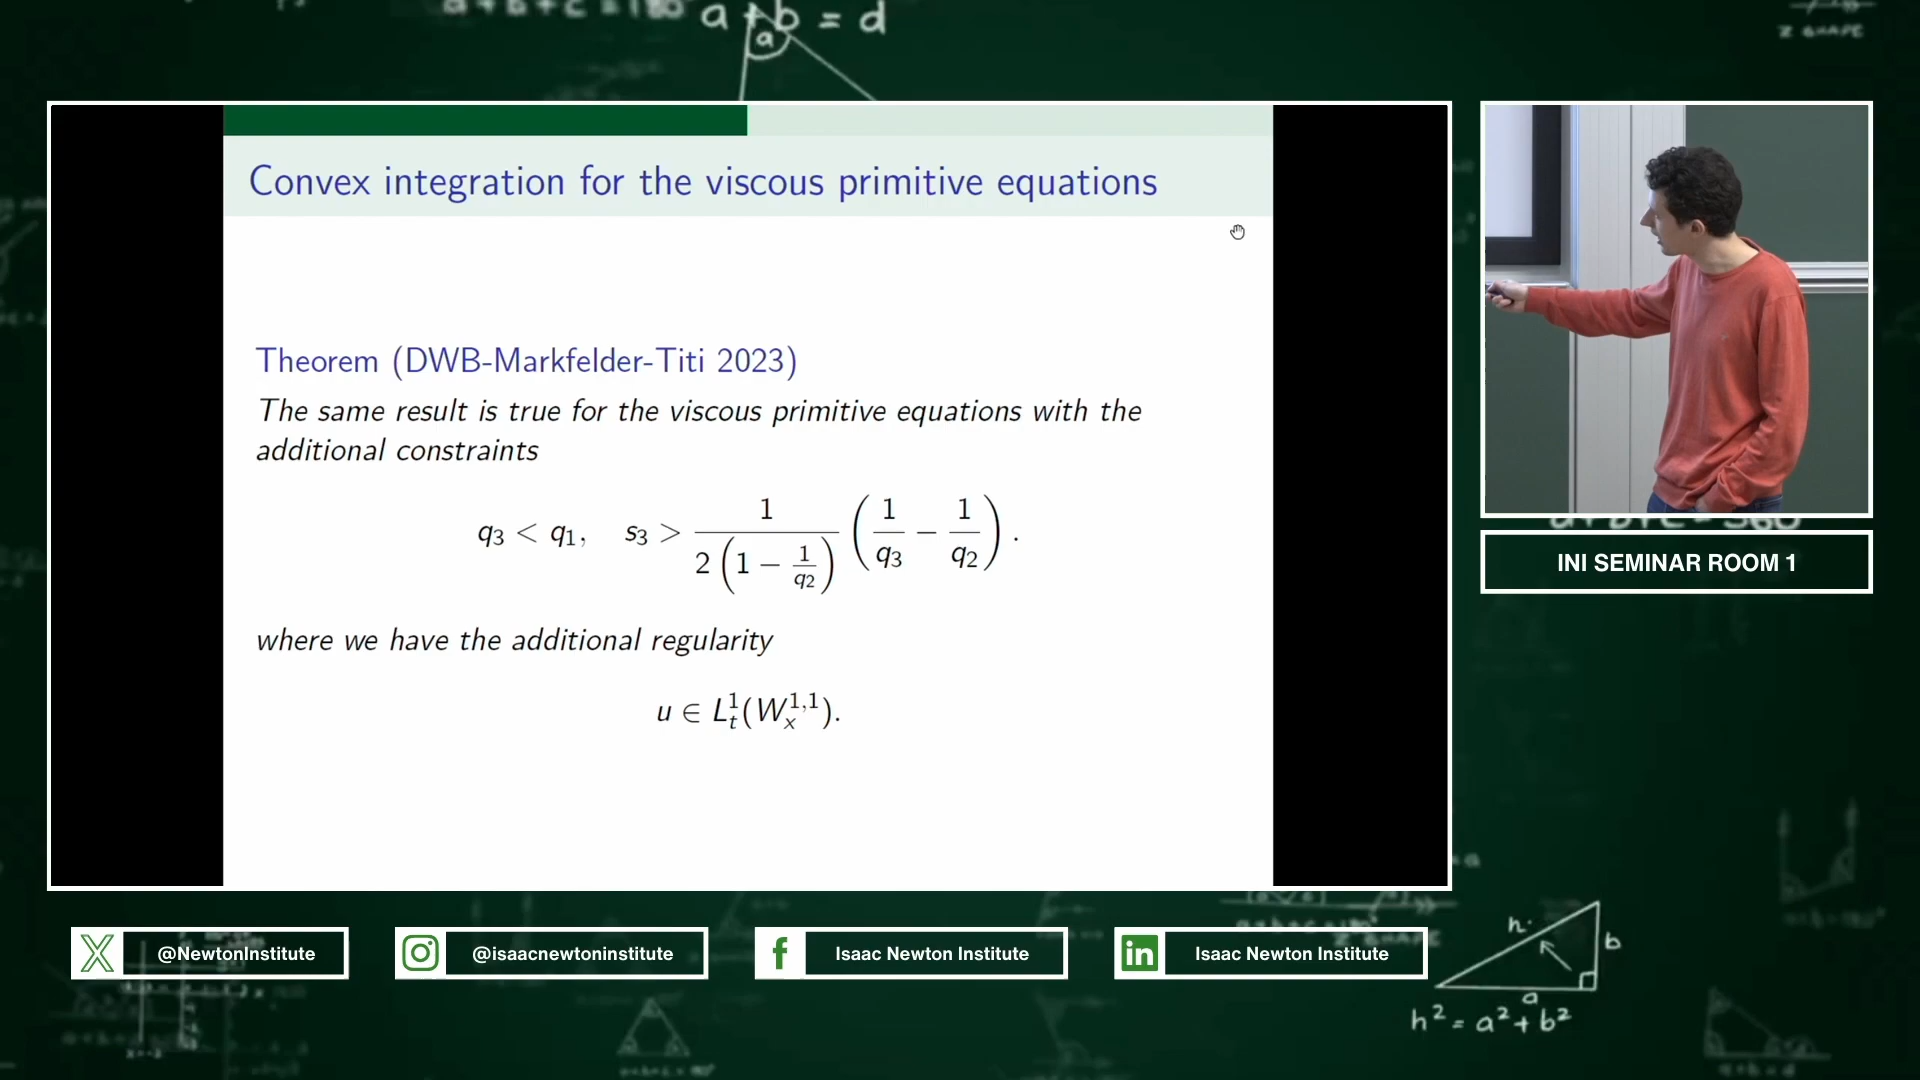 a + b = d
a
Z SHAPE
Convex integration for the viscous primitive equations
Theorem (DWB-Markfelder-Titi 2023)
The same result is true for the viscous primitive equations with the
additional constraints
q₃ < q₁, s₃ > 1 / (2 (1 − 1/q₂)) (1/q₃ − 1/q₂).
where we have the additional regularity
u ∈ L¹ₜ(W¹,¹ₓ).
INI SEMINAR ROOM 1
@NewtonInstitute
@isaacnewtoninstitute
f
Isaac Newton Institute
in
Isaac Newton Institute
h
b
a
h² = a² + b²